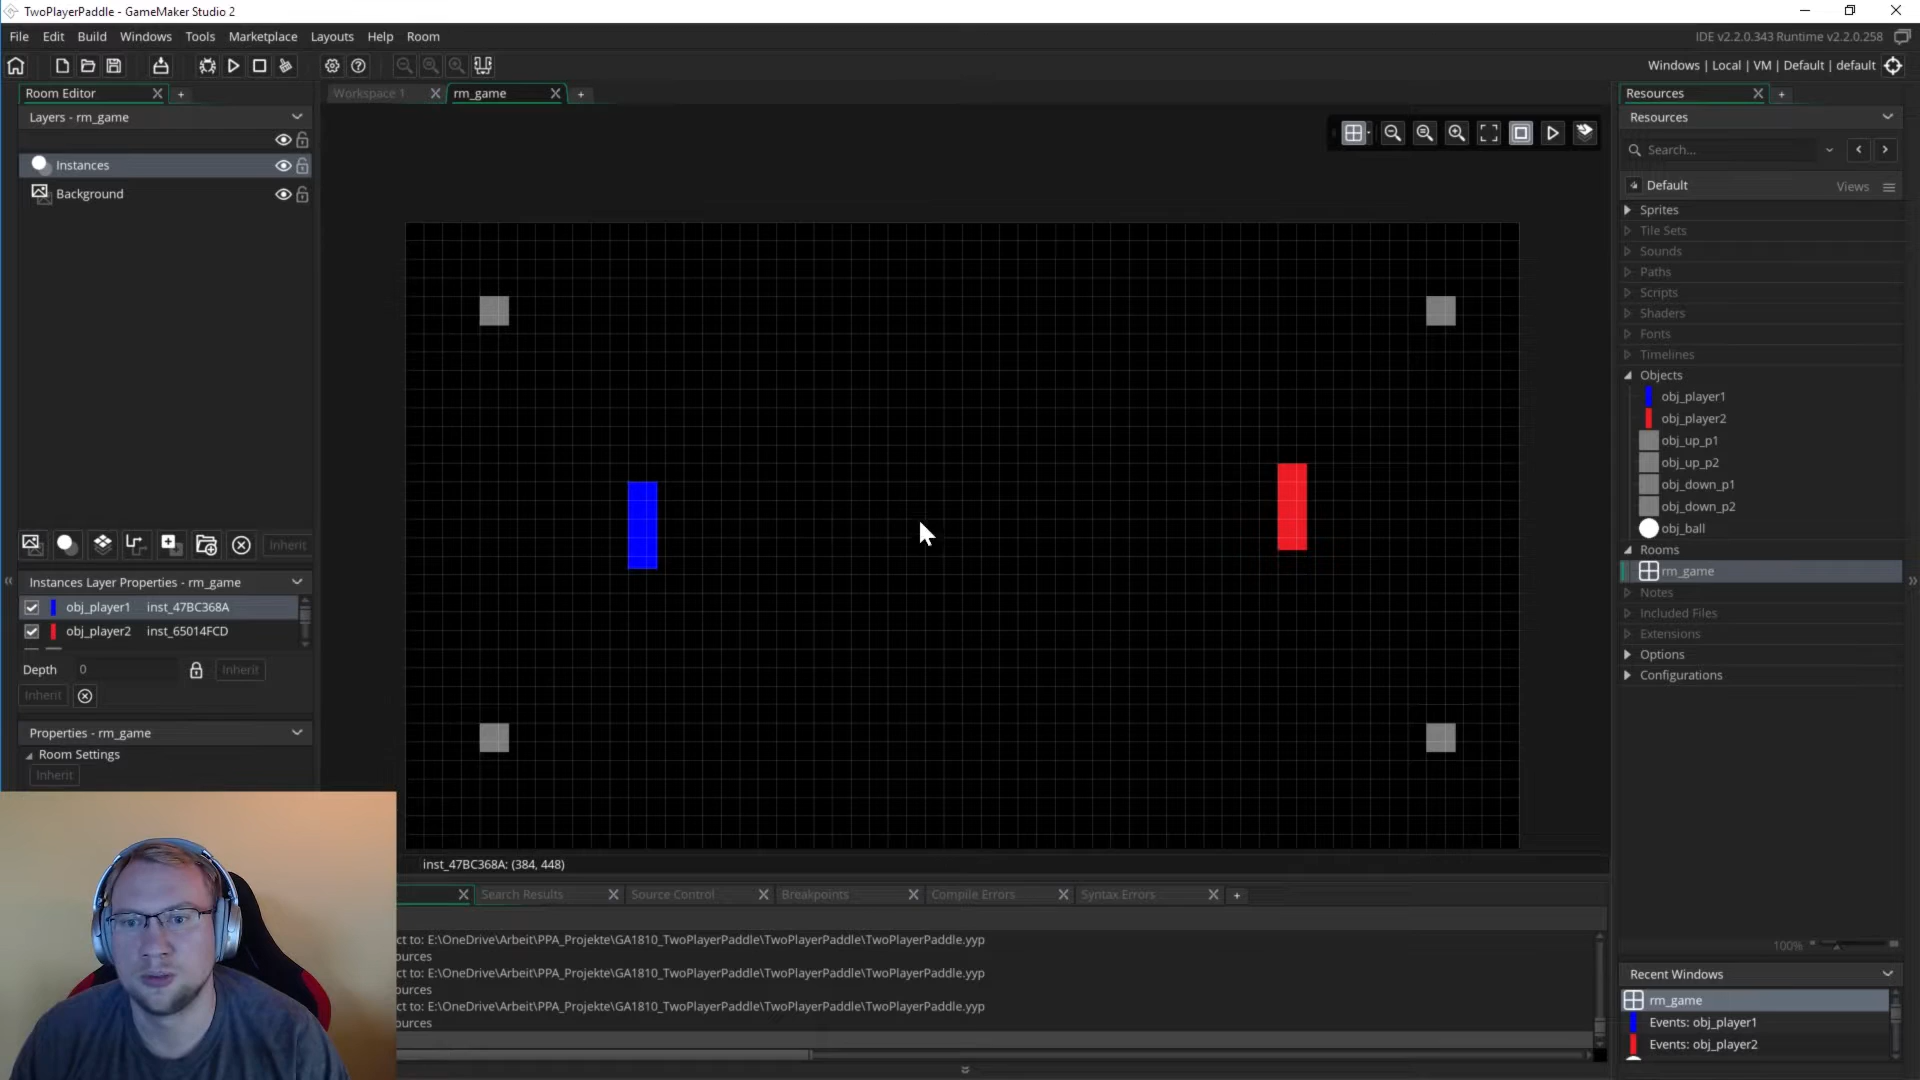 TwoPlayerPaddle - GameMaker Studio 2
File Edit Build Windows Tools Marketplace Layouts Help Room
IDE v2.2.0.343 Runtime v2.2.0.258
Windows | Local | VM | Default | default
Room Editor
Layers - rm_game
Instances
Background
Inherit
Instances Layer Properties - rm_game
obj_player1 inst_47BC368A
obj_player2 inst_65014FCD
Depth 0 Inherit
Inherit
Properties - rm_game
Room Settings
Inherit
Workspace 1 rm_game
inst_47BC368A: (384, 448)
Search Results Source Control Breakpoints Compile Errors Syntax Errors
ct to: E:\OneDrive\Arbeit\PPA_Projekte\GA1810_TwoPlayerPaddle\TwoPlayerPaddle\TwoPlayerPaddle.yyp
ources
ct to: E:\OneDrive\Arbeit\PPA_Projekte\GA1810_TwoPlayerPaddle\TwoPlayerPaddle\TwoPlayerPaddle.yyp
ources
ct to: E:\OneDrive\Arbeit\PPA_Projekte\GA1810_TwoPlayerPaddle\TwoPlayerPaddle\TwoPlayerPaddle.yyp
ources
Resources
Resources
Search...
Default Views
Sprites
Tile Sets
Sounds
Paths
Scripts
Shaders
Fonts
Timelines
Objects
obj_player1
obj_player2
obj_up_p1
obj_up_p2
obj_down_p1
obj_down_p2
obj_ball
Rooms
rm_game
Notes
Included Files
Extensions
Options
Configurations
100%
Recent Windows
rm_game
Events: obj_player1
Events: obj_player2